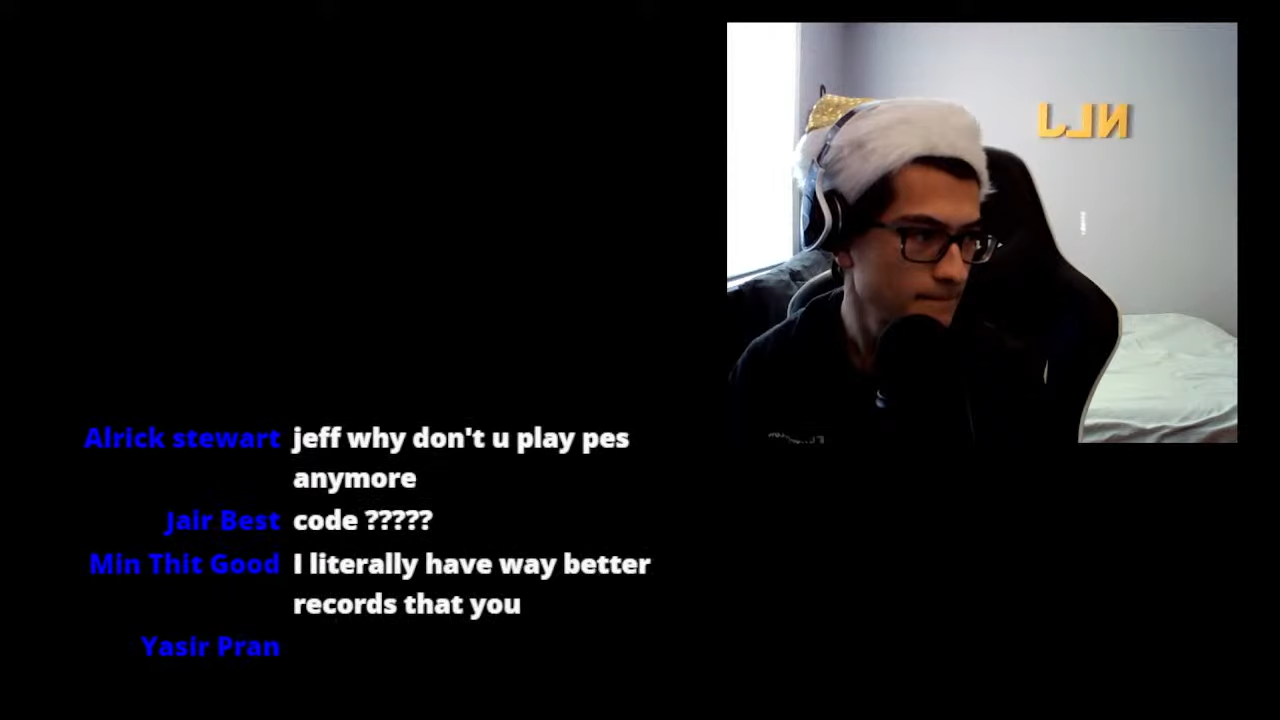 NLJ
Alrick stewart jeff why don't u play pes
anymore
Jair Best code ?????
Min Thit Good I literally have way better
records that you
Yasir Pran